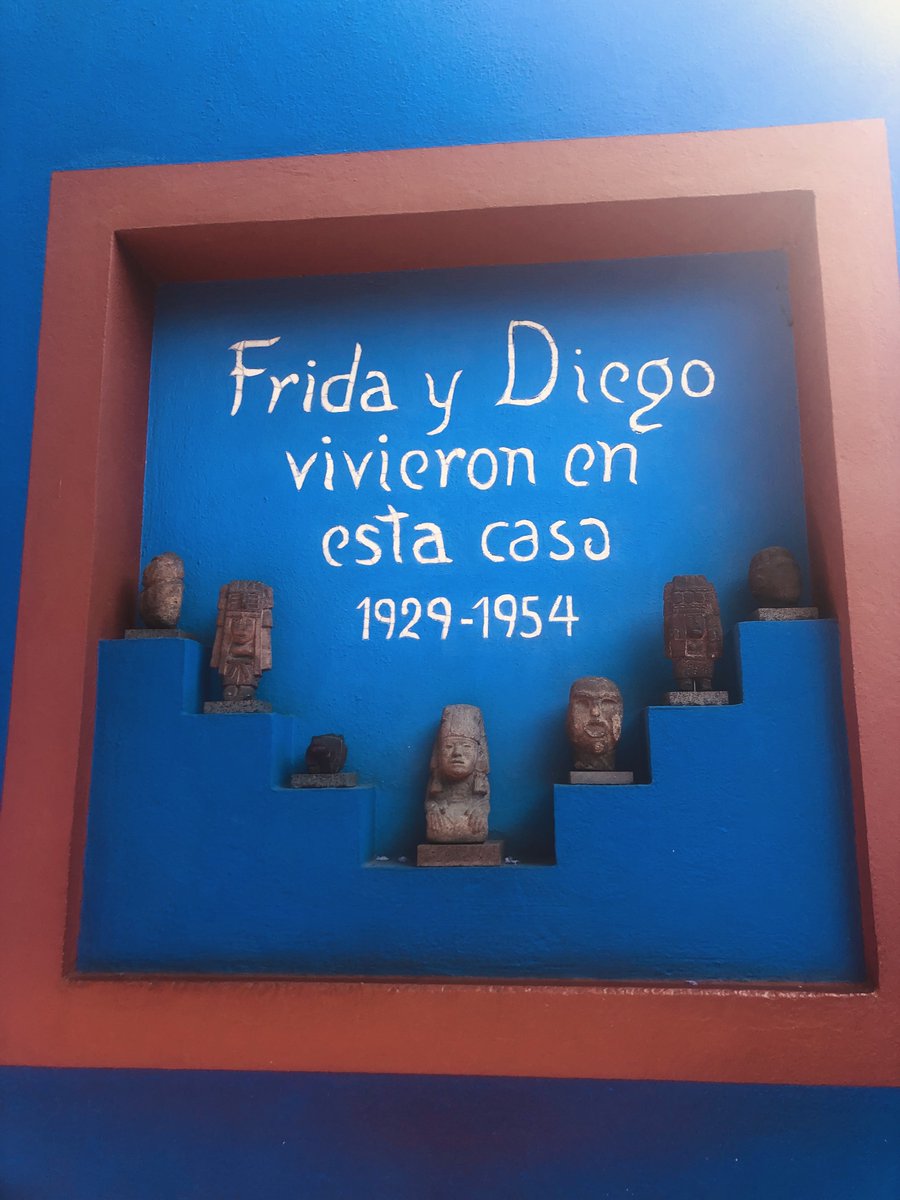 Frida y Diego
vivieron en
esta casa
1929-1954